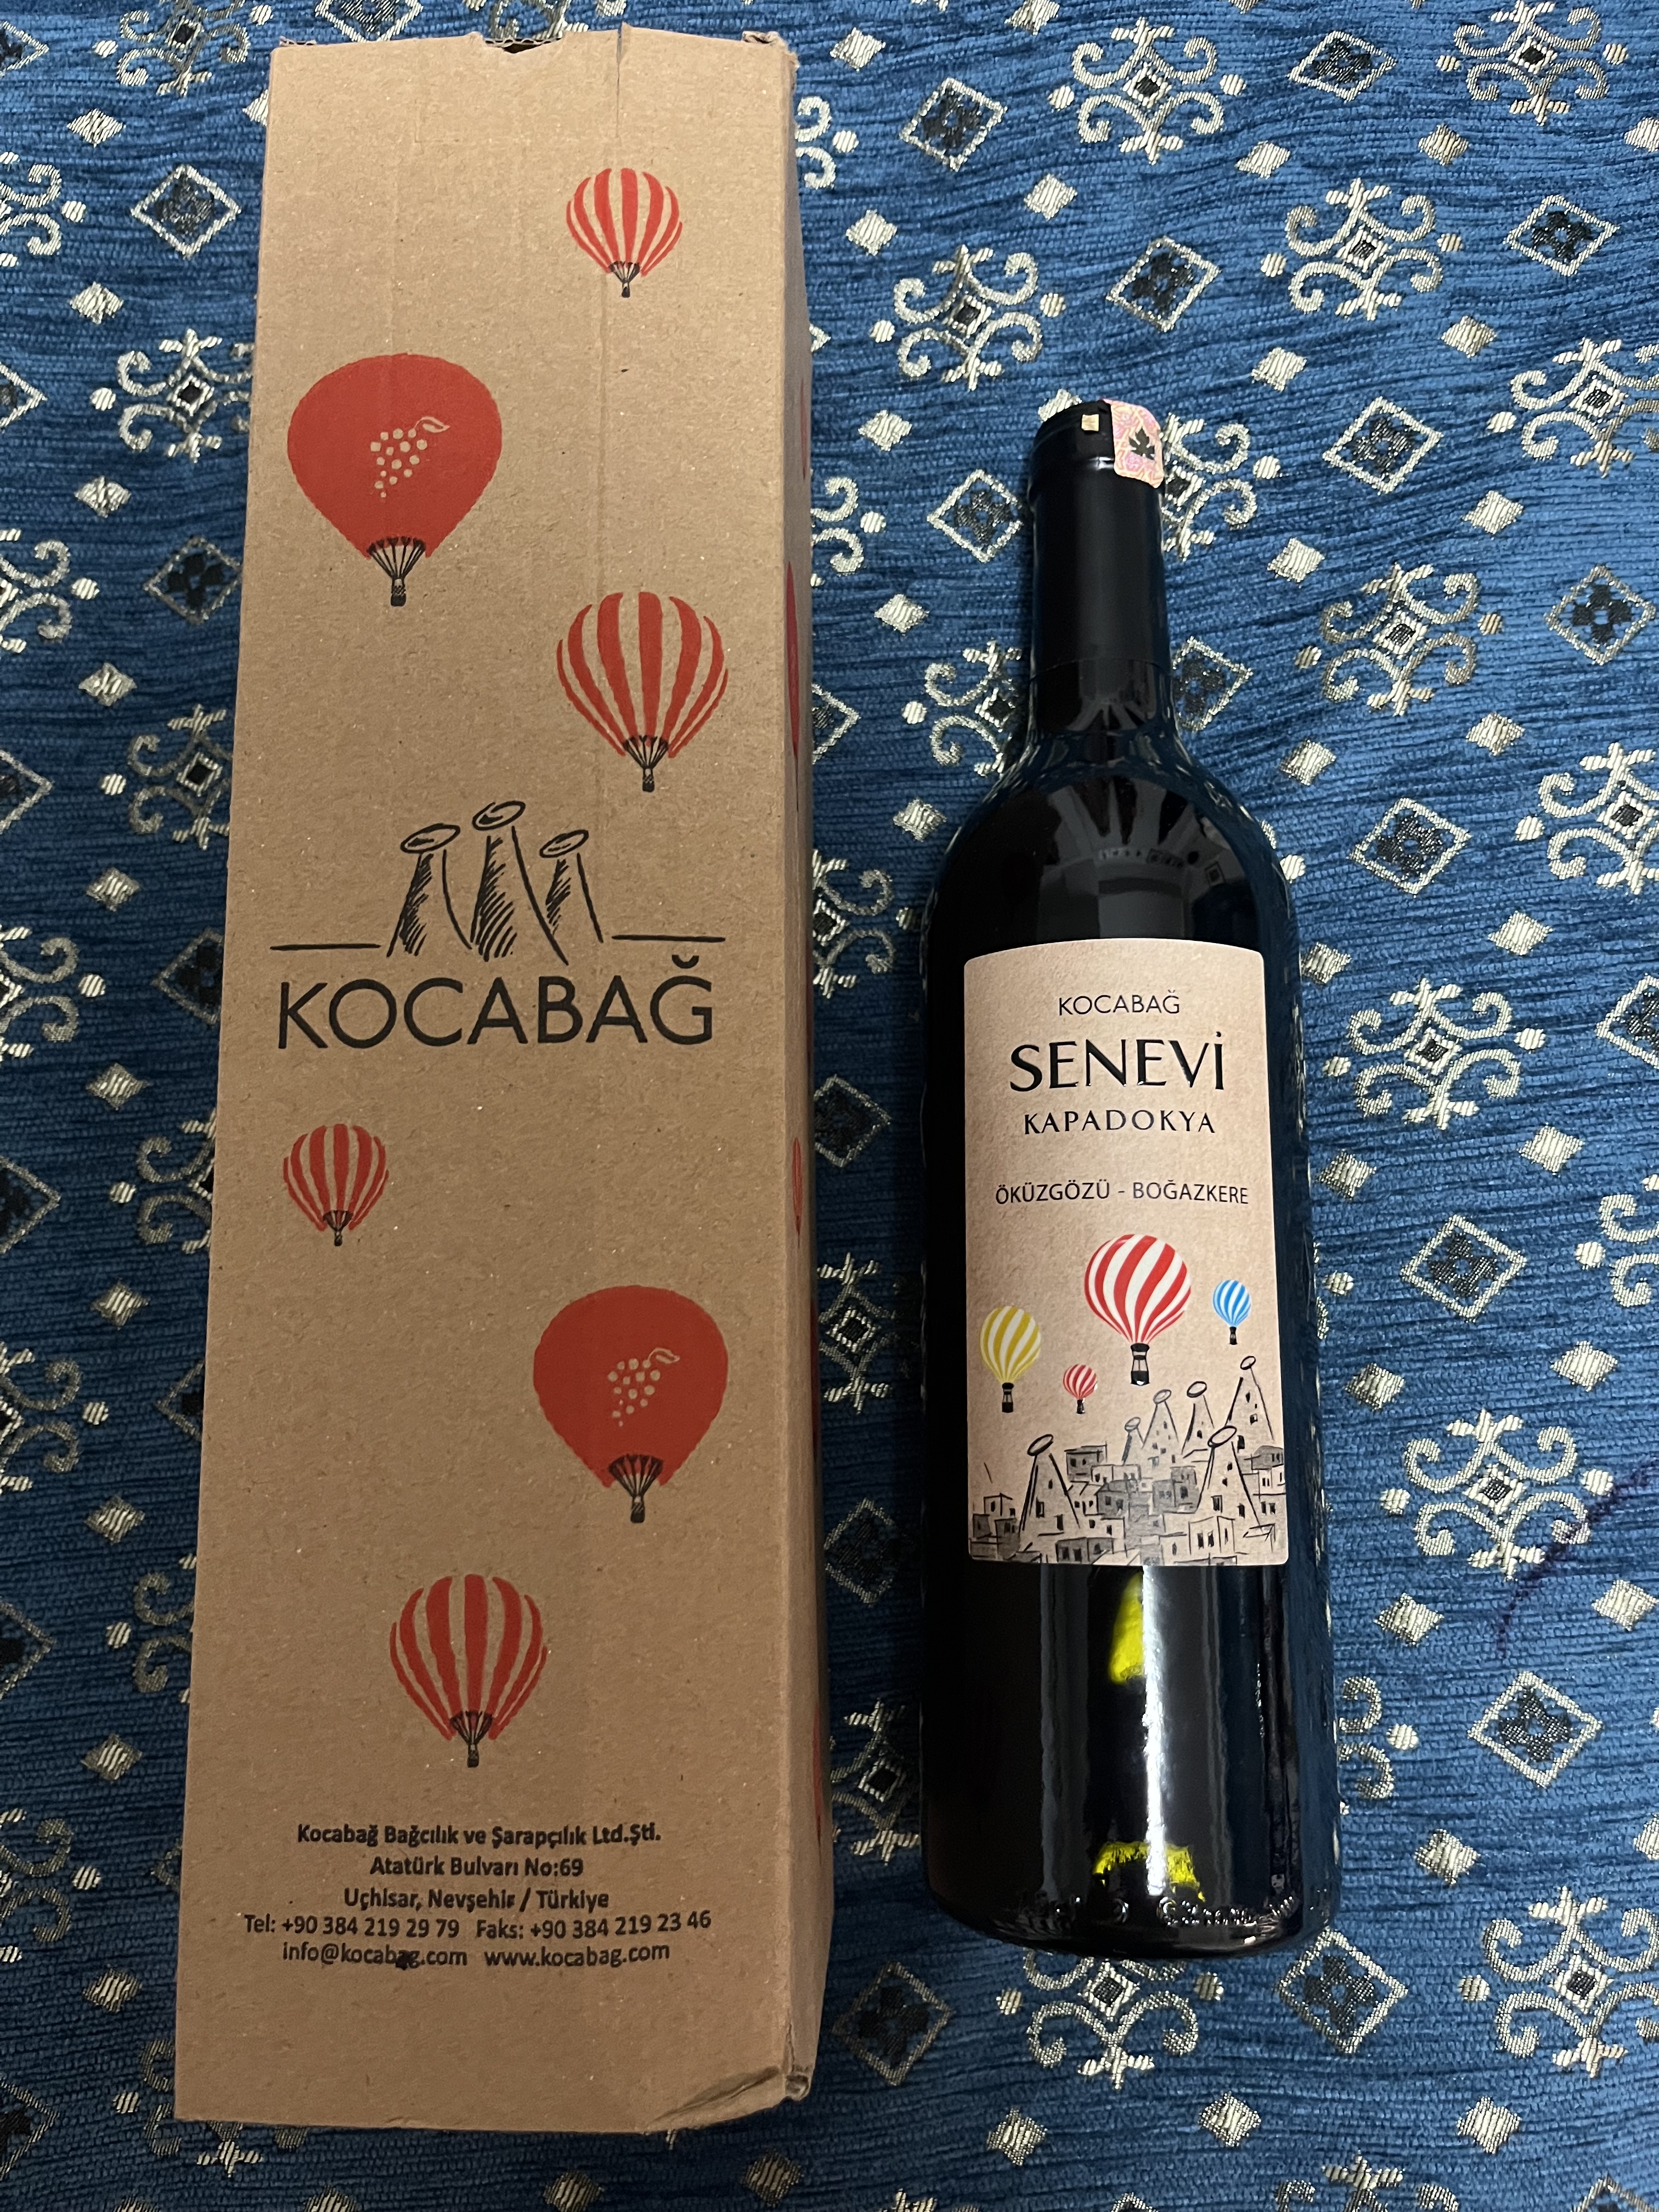 KOCABAĞ
Kocabağ Bağcılık ve Şarapçılık Ltd.Şti.
Atatürk Bulvarı No:69
Uçhisar, Nevşehir / Türkiye
Tel: +90 384 219 29 79 Faks: +90 384 219 23 46
info@kocabag.com www.kocabag.com
KOCABAĞ
SENEVİ
KAPADOKYA
ÖKÜZGÖZÜ - BOĞAZKERE